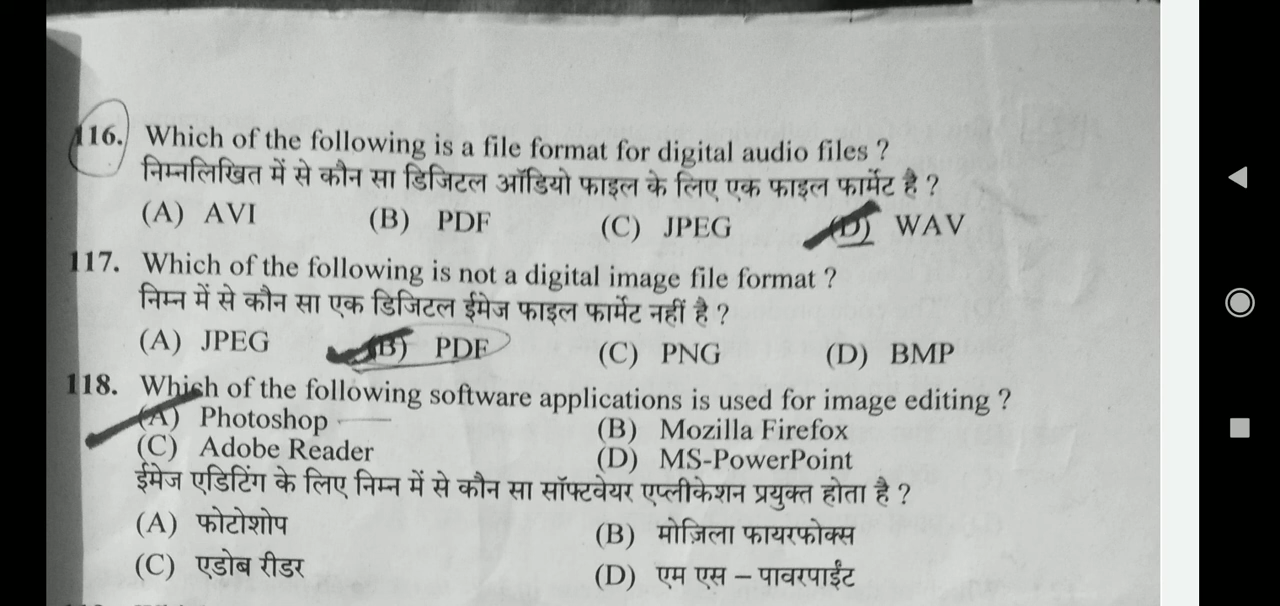 116. Which of the following is a file format for digital audio files ?
निम्नलिखित में से कौन सा डिजिटल ऑडियो फाइल के लिए एक फाइल फार्मेट है ?
(A) AVI (B) PDF (C) JPEG (D) WAV
117. Which of the following is not a digital image file format ?
निम्न में से कौन सा एक डिजिटल ईमेज फाइल फार्मेट नहीं है ?
(A) JPEG (B) PDF (C) PNG (D) BMP
118. Which of the following software applications is used for image editing ?
(A) Photoshop (B) Mozilla Firefox
(C) Adobe Reader (D) MS-PowerPoint
ईमेज एडिटिंग के लिए निम्न में से कौन सा सॉफ्टवेयर एप्लीकेशन प्रयुक्त होता है ?
(A) फोटोशोप (B) मोज़िला फायरफोक्स
(C) एडोब रीडर (D) एम एस – पावरपाईंट